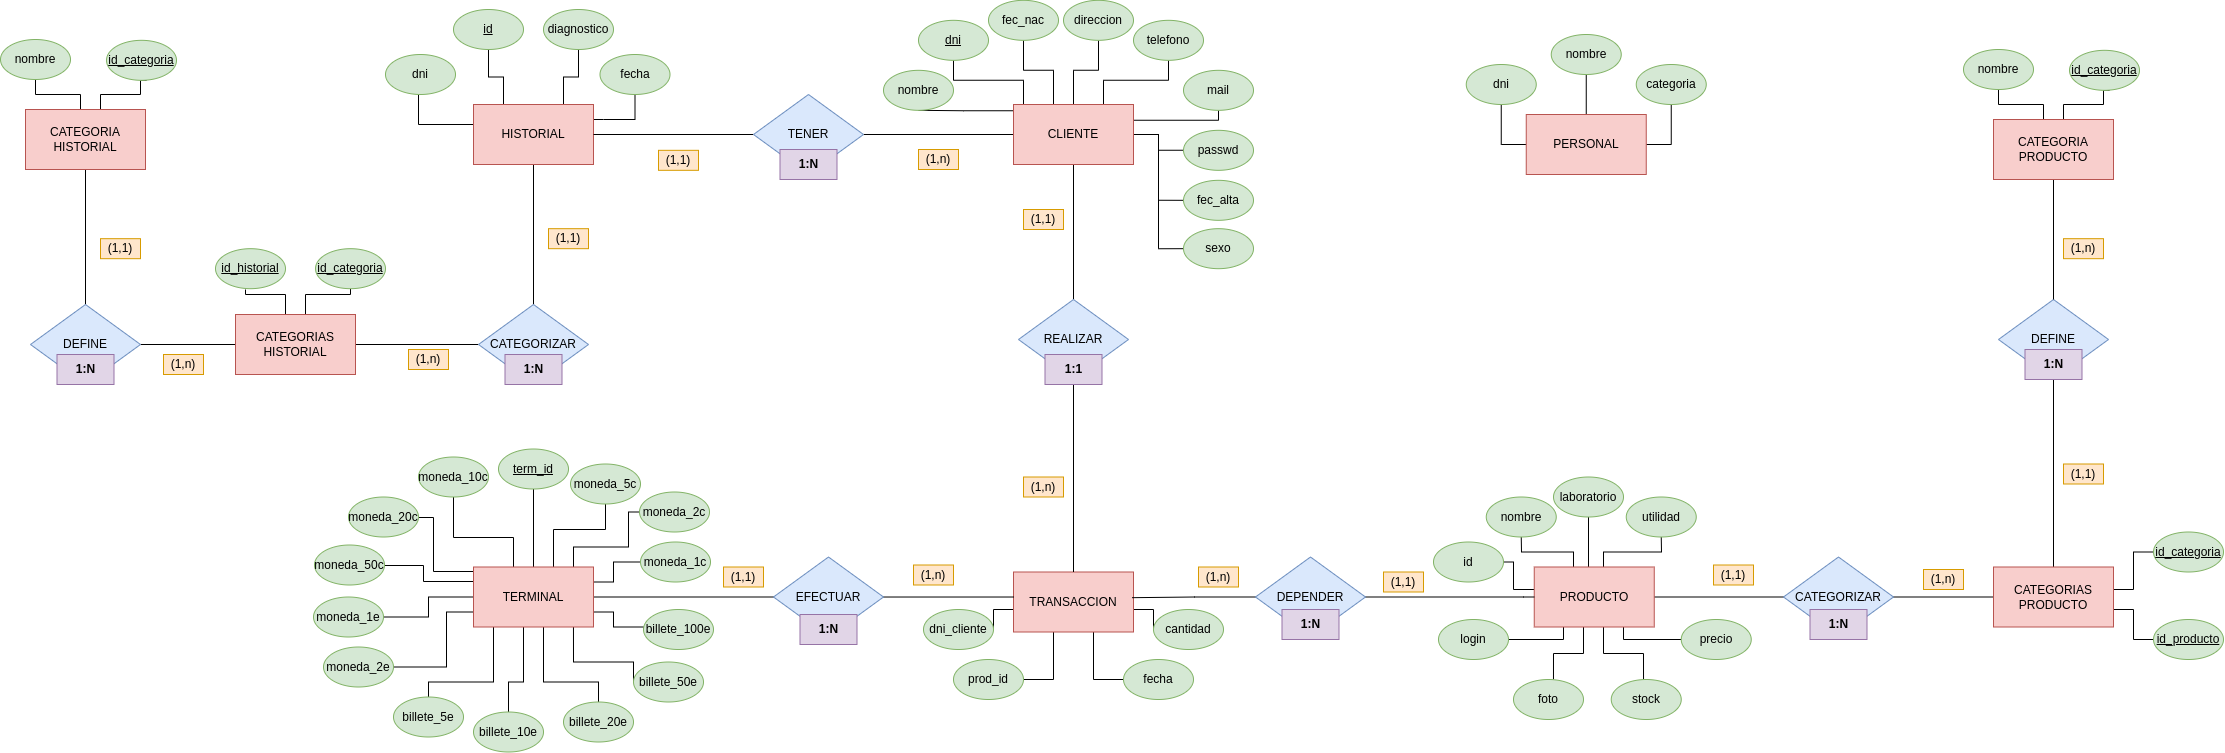 nombre
id_categoria
CATEGORIA
HISTORIAL
(1,1)
DEFINE
1:N
(1,n)
id_historial
id_categoria
CATEGORIAS
HISTORIAL
(1,n)
CATEGORIZAR
1:N
(1,1)
dni
id
diagnostico
fecha
HISTORIAL
(1,1)
TENER
1:N
(1,n)
nombre
dni
fec_nac
direccion
telefono
mail
passwd
fec_alta
sexo
CLIENTE
(1,1)
REALIZAR
1:1
(1,n)
dni
nombre
categoria
PERSONAL
nombre
id_categoria
CATEGORIA
PRODUCTO
(1,n)
DEFINE
1:N
(1,1)
moneda_10c
term_id
moneda_5c
moneda_20c
moneda_2c
moneda_50c
moneda_1c
moneda_1e
TERMINAL
billete_100e
moneda_2e
billete_50e
billete_5e
billete_10e
billete_20e
(1,1)
EFECTUAR
1:N
(1,n)
TRANSACCION
dni_cliente
cantidad
prod_id
fecha
(1,n)
DEPENDER
1:N
(1,1)
nombre
laboratorio
utilidad
id
PRODUCTO
login
precio
foto
stock
(1,1)
CATEGORIZAR
1:N
(1,n)
CATEGORIAS
PRODUCTO
id_categoria
id_producto